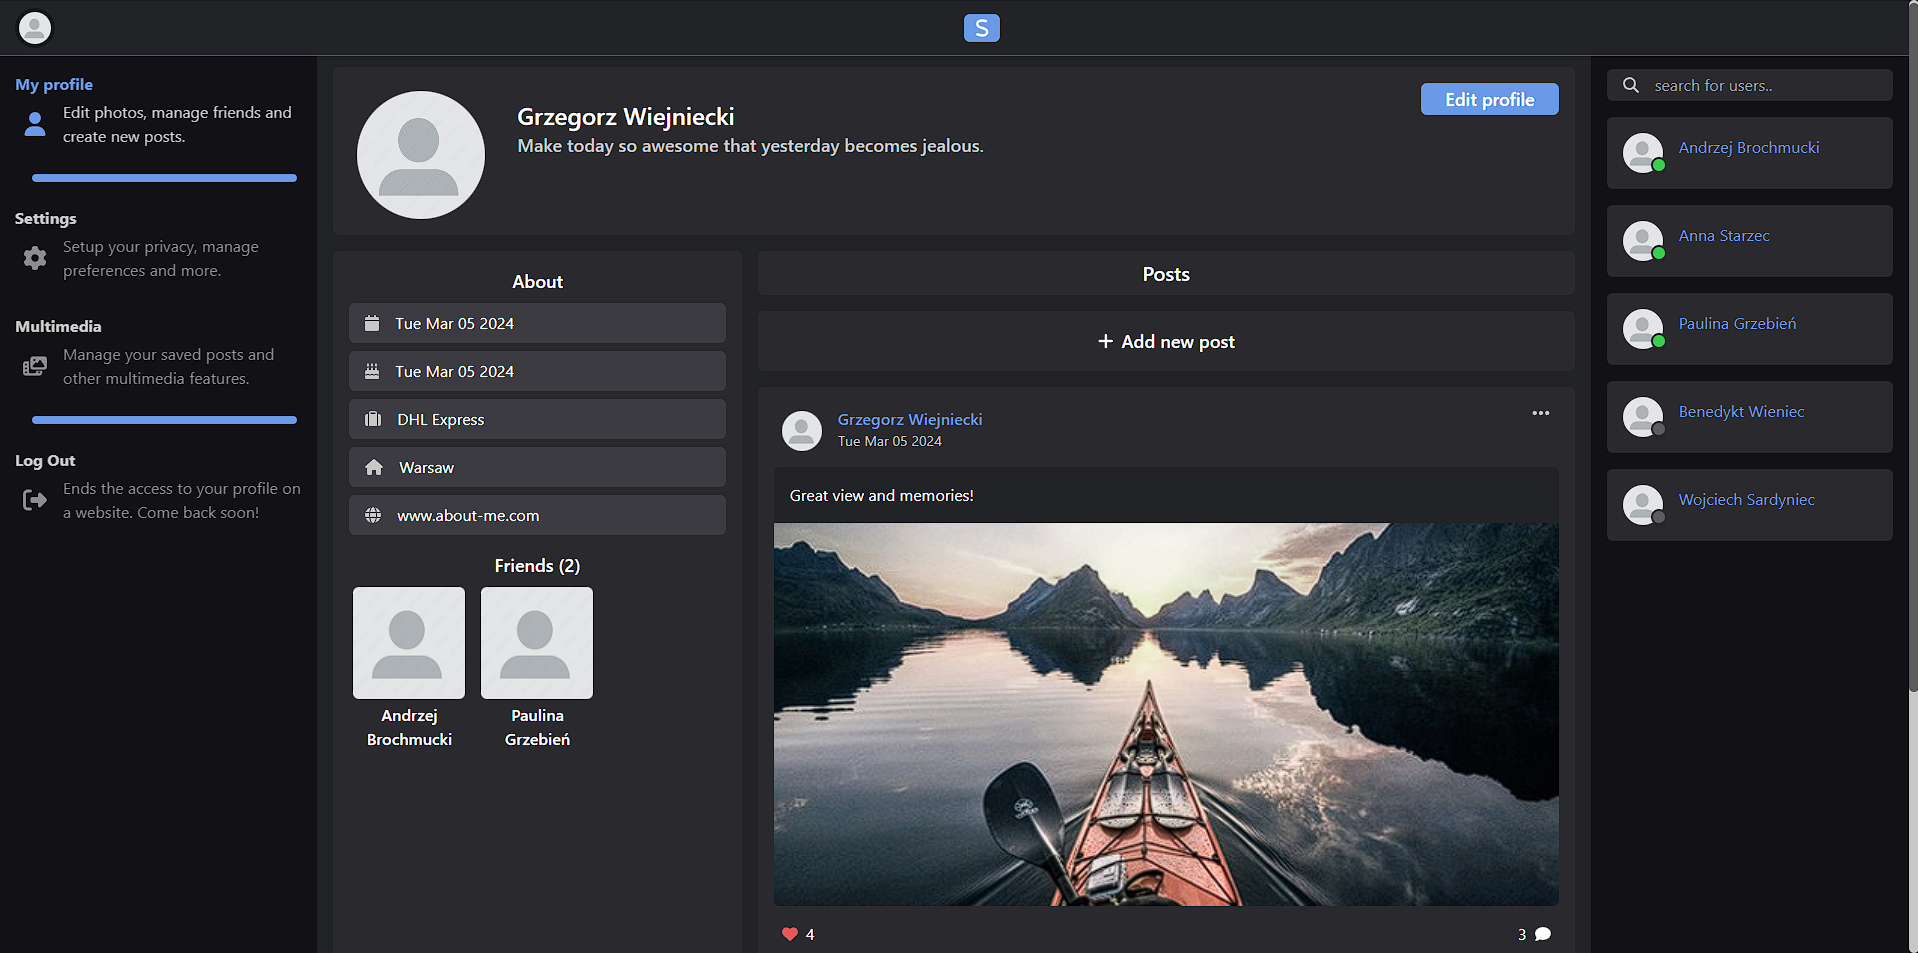 S
My profile
Edit photos, manage friends and
create new posts.
Settings
Setup your privacy, manage
preferences and more.
Multimedia
Manage your saved posts and
other multimedia features.
Log Out
Ends the access to your profile on
a website. Come back soon!
Grzegorz Wiejniecki
Make today so awesome that yesterday becomes jealous.
Edit profile
About
Tue Mar 05 2024
Tue Mar 05 2024
DHL Express
Warsaw
www.about-me.com
Friends (2)
Andrzej
Brochmucki
Paulina
Grzebień
Posts
+ Add new post
Grzegorz Wiejniecki
Tue Mar 05 2024
Great view and memories!
4
3
search for users..
Andrzej Brochmucki
Anna Starzec
Paulina Grzebień
Benedykt Wieniec
Wojciech Sardyniec